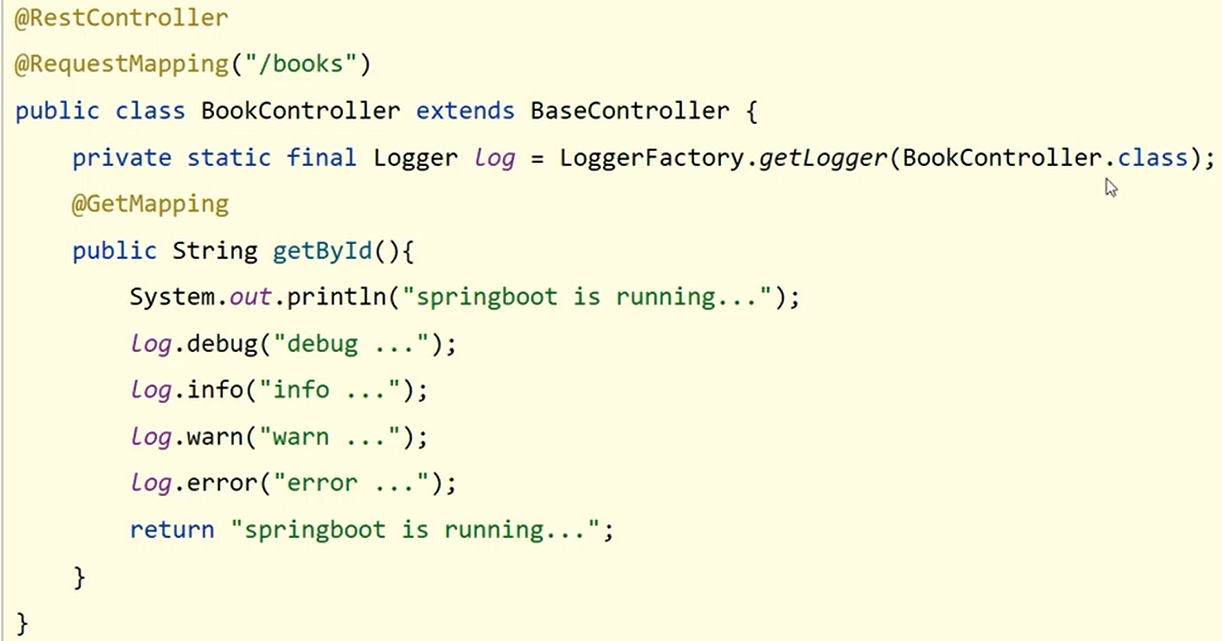 @RestController
@RequestMapping("/books")
public class BookController extends BaseController {
    private static final Logger log = LoggerFactory.getLogger(BookController.class);
    @GetMapping
    public String getById(){
        System.out.println("springboot is running...");
        log.debug("debug ...");
        log.info("info ...");
        log.warn("warn ...");
        log.error("error ...");
        return "springboot is running...";
    }
}